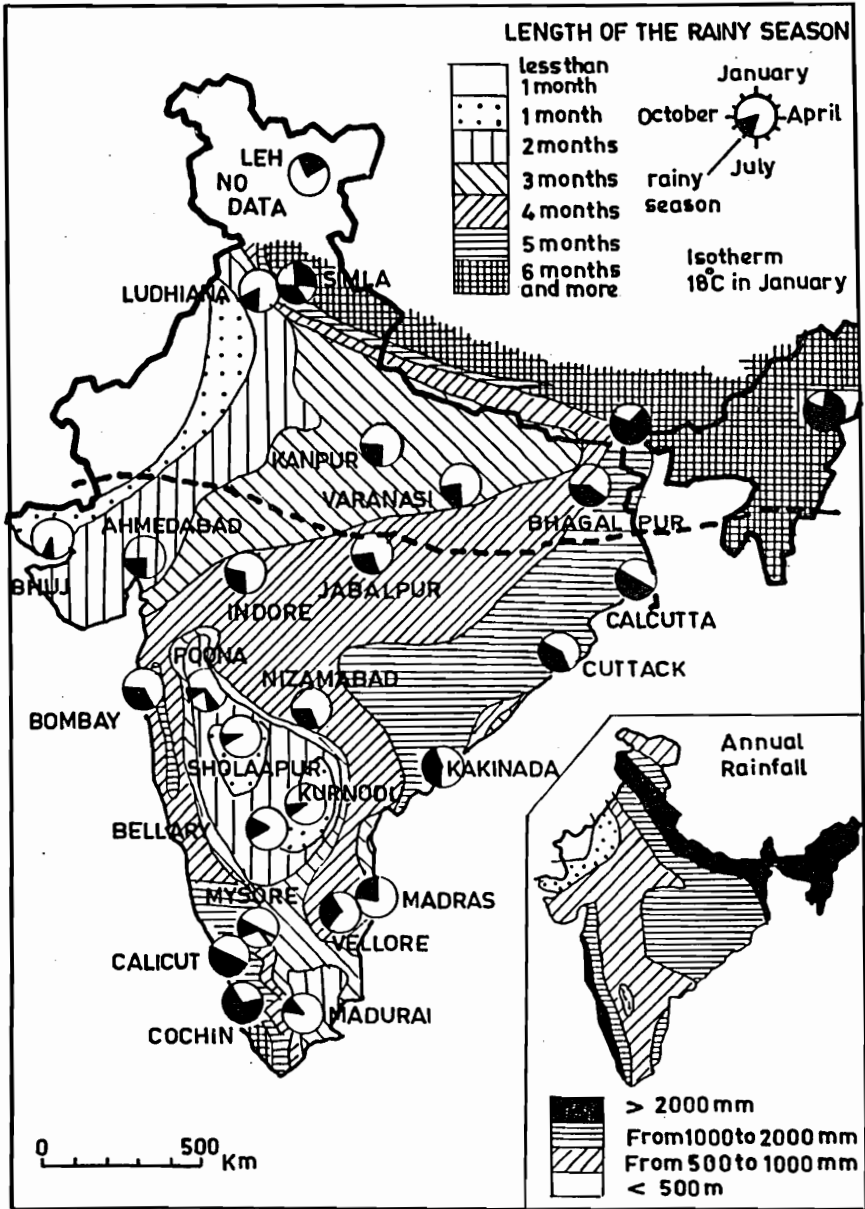 LENGTH OF THE RAINY SEASON
less than
1 month
1 month
2 months
3 months
4 months
5 months
6 months
and more
January
October
April
July
rainy
season
Isotherm
18°C in January
LEH
NO
DATA
SIMLA
LUDHIANA
KANPUR
VARANASI
AHMEDABAD
BHAGALPUR
BHUJ
INDORE
JABALPUR
CALCUTTA
POONA
NIZAMABAD
CUTTACK
BOMBAY
SHOLAAPUR
KAKINADA
KURNOOL
BELLARY
MYSORE
MADRAS
VELLORE
CALICUT
MADURAI
COCHIN
0 500
Km
Annual
Rainfall
> 2000 mm
From 1000 to 2000 mm
From 500 to 1000 mm
< 500 m